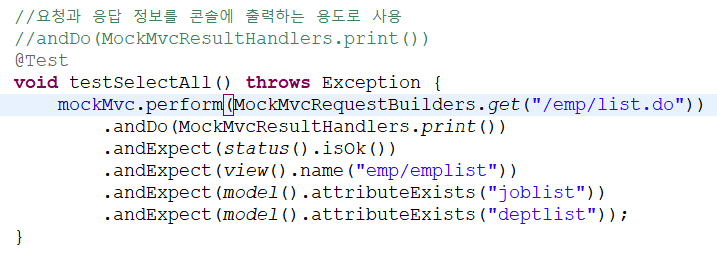 //요청과 응답 정보를 콘솔에 출력하는 용도로 사용
//andDo(MockMvcResultHandlers.print())
@Test
void testSelectAll() throws Exception {
    mockMvc.perform(MockMvcRequestBuilders.get("/emp/list.do"))
        .andDo(MockMvcResultHandlers.print())
        .andExpect(status().isOk())
        .andExpect(view().name("emp/emplist"))
        .andExpect(model().attributeExists("joblist"))
        .andExpect(model().attributeExists("deptlist"));
}